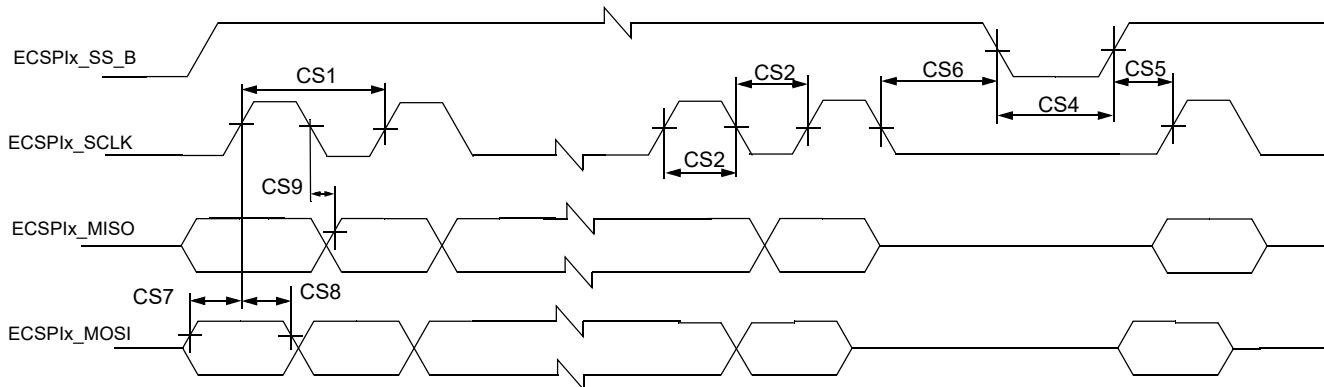 ECSPIx_SS_B
CS1
CS2
CS6
CS5
CS4
ECSPIx_SCLK
CS2
CS9
ECSPIx_MISO
CS7
CS8
ECSPIx_MOSI